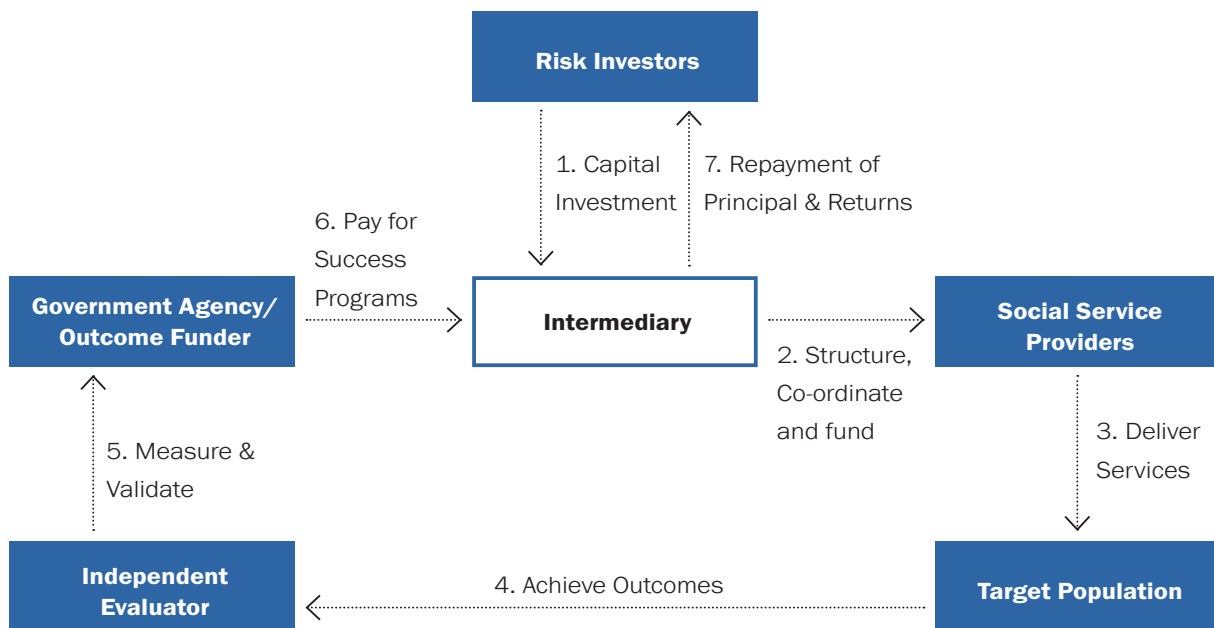 Risk Investors
1. Capital
Investment
7. Repayment of
Principal & Returns
6. Pay for
Success
Programs
Government Agency/
Outcome Funder
Intermediary
Social Service
Providers
2. Structure,
Co-ordinate
and fund
3. Deliver
Services
5. Measure &
Validate
Independent
Evaluator
4. Achieve Outcomes
Target Population